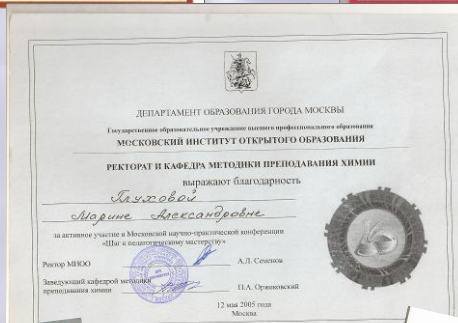 ДЕПАРТАМЕНТ ОБРАЗОВАНИЯ ГОРОДА МОСКВЫ
Государственное образовательное учреждение высшего профессионального образования
МОСКОВСКИЙ ИНСТИТУТ ОТКРЫТОГО ОБРАЗОВАНИЯ
РЕКТОРАТ И КАФЕДРА МЕТОДИКИ ПРЕПОДАВАНИЯ ХИМИИ
выражают благодарность
Глуховой
Марине Александровне
за активное участие в Московской научно-практической конференции
«Шаг к педагогическому мастерству»
Ректор МИОО А.Л. Семенов
Заведующий кафедрой методики
преподавания химии П.А. Оржековский
12 мая 2005 года
Москва